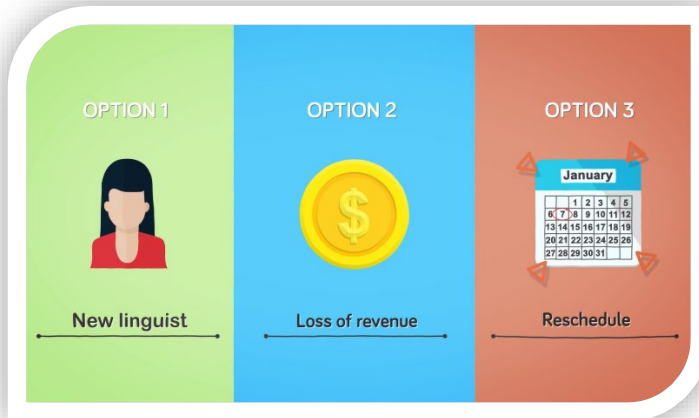 OPTION 1
New linguist
OPTION 2
$
Loss of revenue
OPTION 3
January
1 2 3 4 5
6 7 8 9 10 11 12
13 14 15 16 17 18 19
20 21 22 23 24 25 26
27 28 29 30 31
Reschedule